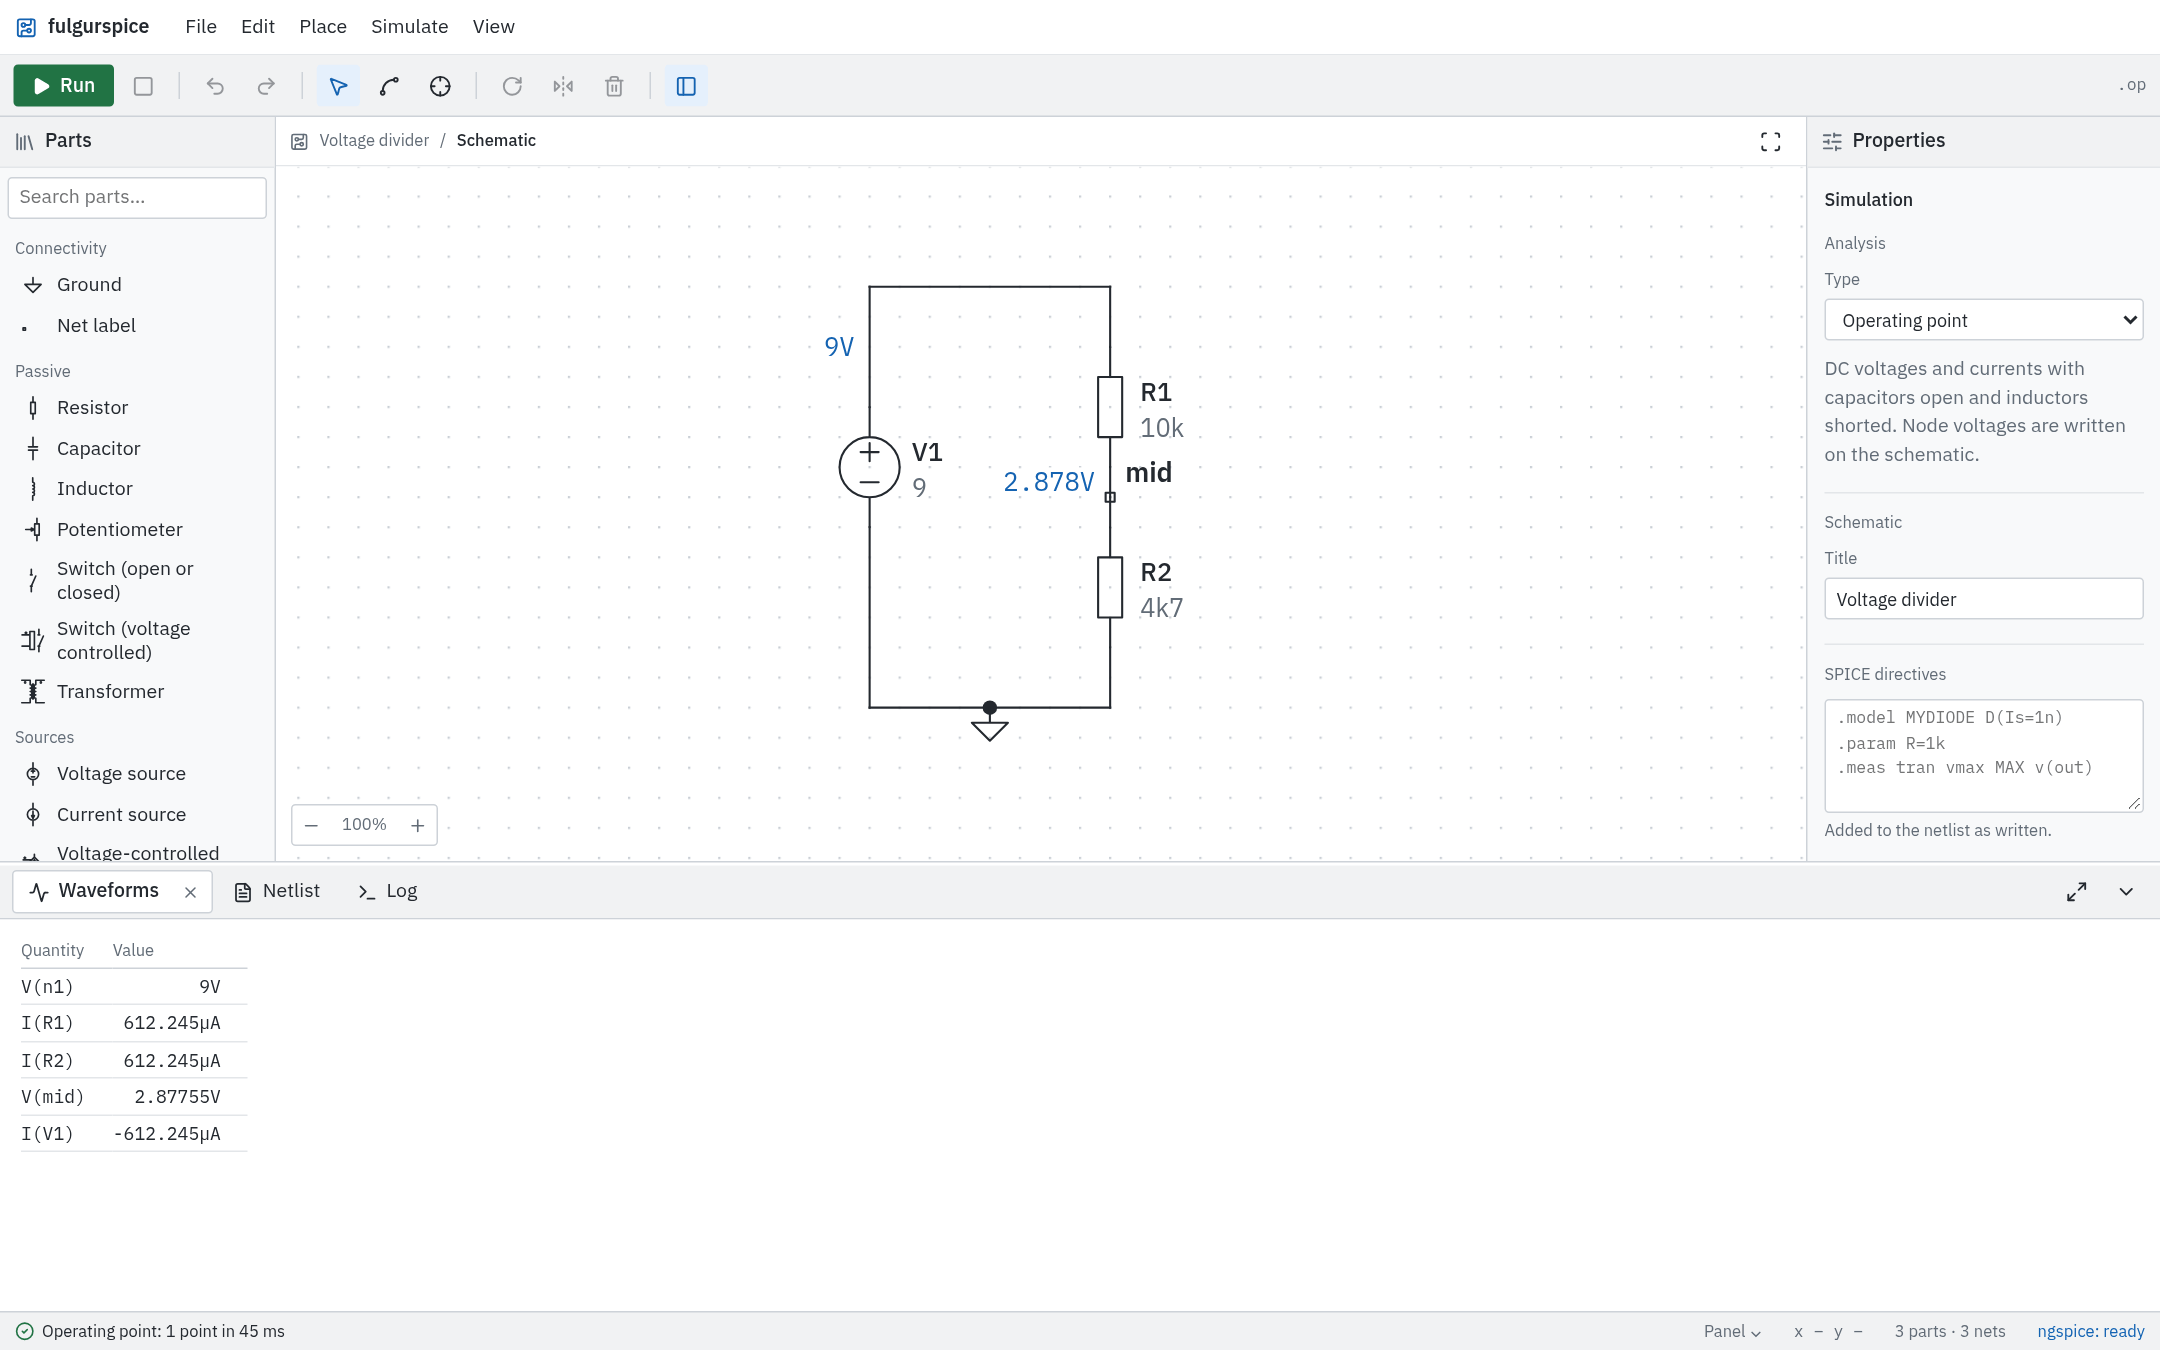 fulgurspice File Edit Place Simulate View
Run .op
Parts
Search parts...
Connectivity
Ground
Net label
Passive
Resistor
Capacitor
Inductor
Potentiometer
Switch (open or
closed)
Switch (voltage
controlled)
Transformer
Sources
Voltage source
Current source
Voltage-controlled
Voltage divider / Schematic
9V
V1
9
R1
10k
mid
2.878V
R2
4k7
100%
Properties
Simulation
Analysis
Type
Operating point
DC voltages and currents with
capacitors open and inductors
shorted. Node voltages are written
on the schematic.
Schematic
Title
Voltage divider
SPICE directives
.model MYDIODE D(Is=1n)
.param R=1k
.meas tran vmax MAX v(out)
Added to the netlist as written.
Waveforms Netlist Log
Quantity Value
V(n1) 9V
I(R1) 612.245µA
I(R2) 612.245µA
V(mid) 2.87755V
I(V1) -612.245µA
Operating point: 1 point in 45 ms
Panel x – y – 3 parts · 3 nets ngspice: ready